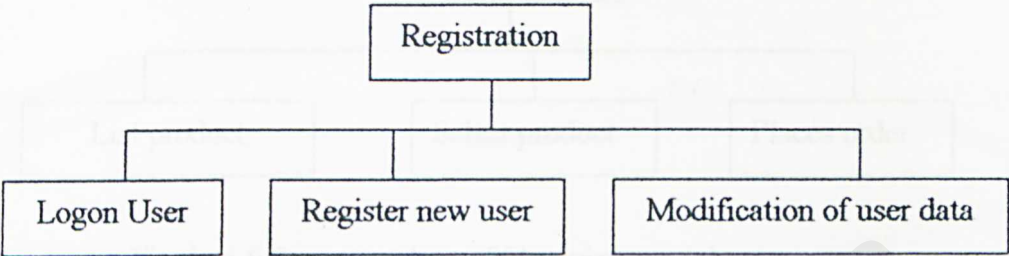 Registration
Logon User
Register new user
Modification of user data